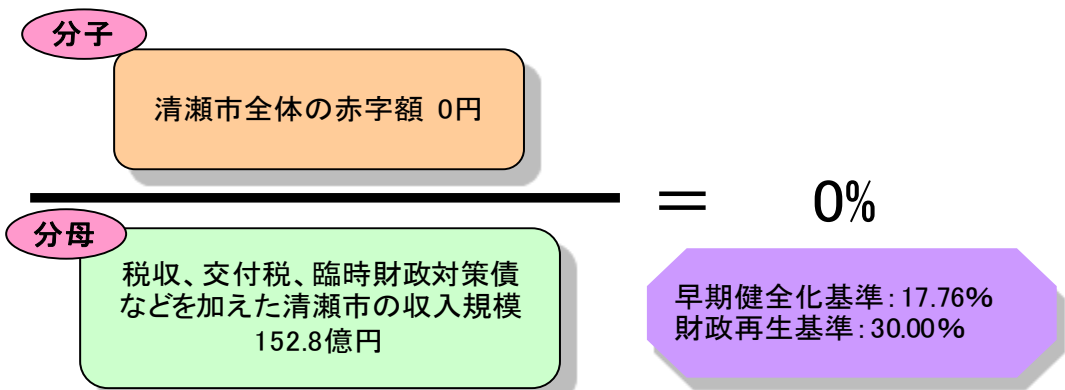 分子
清瀬市全体の赤字額 0円
＝ 0%
分母
税収、交付税、臨時財政対策債
などを加えた清瀬市の収入規模
152.8億円
早期健全化基準：17.76%
財政再生基準：30.00%